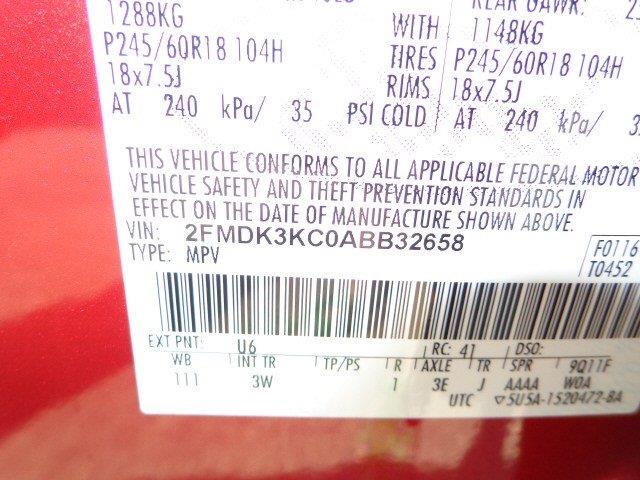 REAR GAWR:
1288KG WITH 1148KG
P245/60R18 104H TIRES P245/60R18 104H
18x7.5J RIMS 18x7.5J
AT 240 kPa/ 35 PSI COLD AT 240 kPa/
THIS VEHICLE CONFORMS TO ALL APPLICABLE FEDERAL MOTOR
VEHICLE SAFETY AND THEFT PREVENTION STANDARDS IN
EFFECT ON THE DATE OF MANUFACTURE SHOWN ABOVE.
VIN: 2FMDK3KC0ABB32658
TYPE: MPV
F0116
T0452
EXT PNT: U6 RC: 41 DSO:
WB INT TR TP/PS R AXLE TR SPR 9Q11F
111 3W 1 3E J AAAA W0A
UTC ▽5U5A-1520472-BA